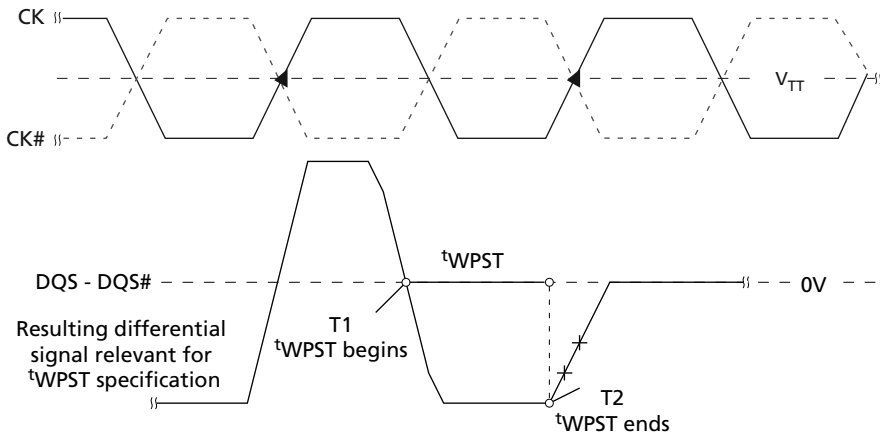 CK
V_TT
CK#
tWPST
DQS - DQS#
0V
Resulting differential
signal relevant for
tWPST specification
T1
tWPST begins
T2
tWPST ends